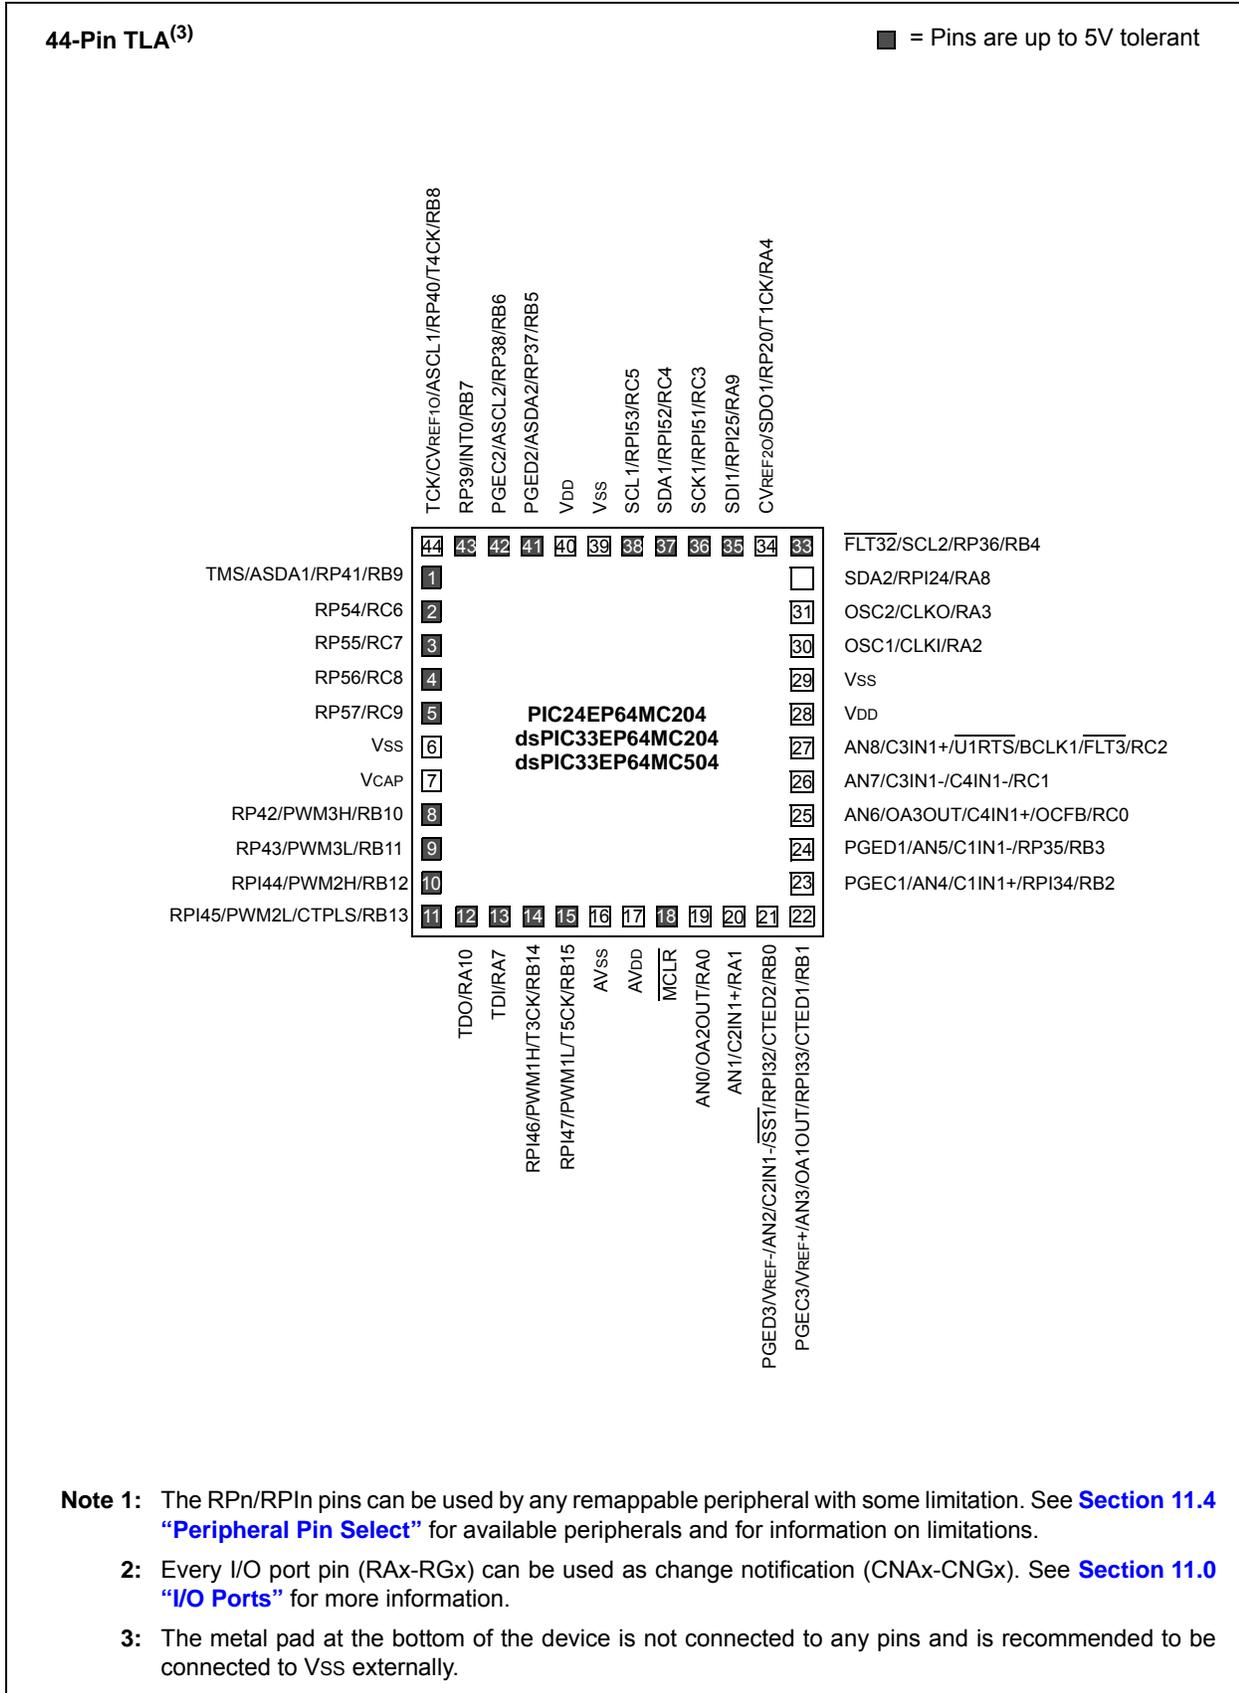 44-Pin TLA(3)
= Pins are up to 5V tolerant
TCK/CVREF1O/ASCL1/RP40/T4CK/RB8
RP39/INT0/RB7
PGEC2/ASCL2/RP38/RB6
PGED2/ASDA2/RP37/RB5
VDD
VSS
SCL1/RPI53/RC5
SDA1/RPI52/RC4
SCK1/RPI51/RC3
SDI1/RPI25/RA9
CVREF2O/SDO1/RP20/T1CK/RA4
44 43 42 41 40 39 38 37 36 35 34 33 FLT32/SCL2/RP36/RB4
TMS/ASDA1/RP41/RB9 1 SDA2/RPI24/RA8
RP54/RC6 2 31 OSC2/CLKO/RA3
RP55/RC7 3 30 OSC1/CLKI/RA2
RP56/RC8 4 29 VSS
RP57/RC9 5 28 VDD
PIC24EP64MC204
dsPIC33EP64MC204
dsPIC33EP64MC504
VSS 6 27 AN8/C3IN1+/U1RTS/BCLK1/FLT3/RC2
VCAP 7 26 AN7/C3IN1-/C4IN1-/RC1
RP42/PWM3H/RB10 8 25 AN6/OA3OUT/C4IN1+/OCFB/RC0
RP43/PWM3L/RB11 9 24 PGED1/AN5/C1IN1-/RP35/RB3
RPI44/PWM2H/RB12 10 23 PGEC1/AN4/C1IN1+/RPI34/RB2
RPI45/PWM2L/CTPLS/RB13 11 12 13 14 15 16 17 18 19 20 21 22
TDO/RA10
TDI/RA7
RPI46/PWM1H/T3CK/RB14
RPI47/PWM1L/T5CK/RB15
AVSS
AVDD
MCLR
AN0/OA2OUT/RA0
AN1/C2IN1+/RA1
PGED3/VREF-/AN2/C2IN1-/SS1/RPI32/CTED2/RB0
PGEC3/VREF+/AN3/OA1OUT/RPI33/CTED1/RB1
Note 1: The RPn/RPIn pins can be used by any remappable peripheral with some limitation. See Section 11.4
“Peripheral Pin Select” for available peripherals and for information on limitations.
2: Every I/O port pin (RAx-RGx) can be used as change notification (CNAx-CNGx). See Section 11.0
“I/O Ports” for more information.
3: The metal pad at the bottom of the device is not connected to any pins and is recommended to be
connected to VSS externally.